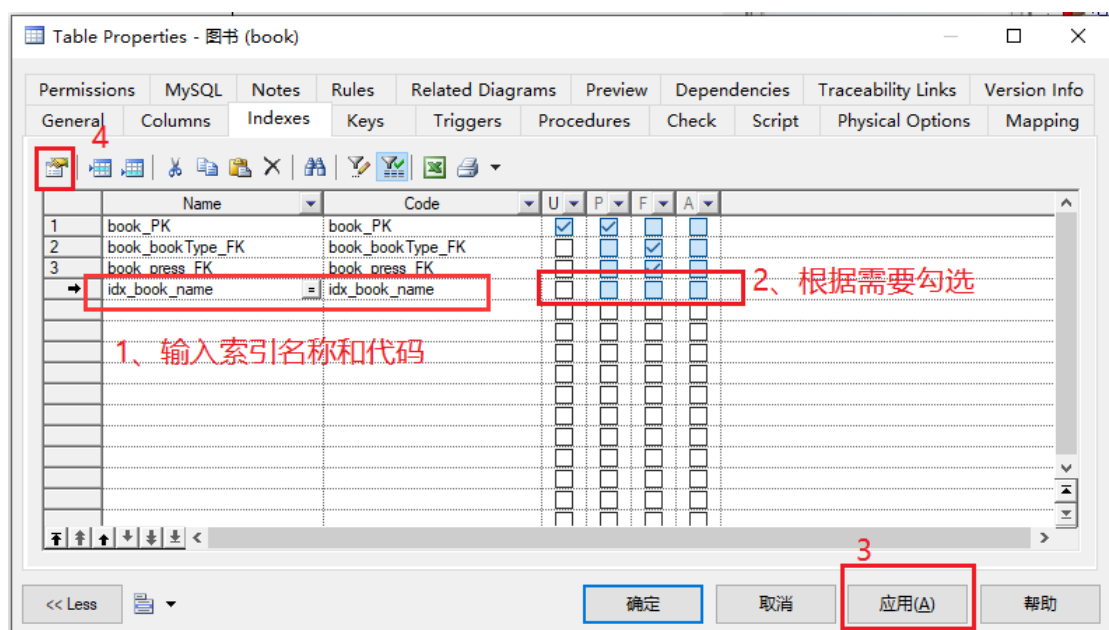 Table Properties - 图书 (book)
Permissions MySQL Notes Rules Related Diagrams Preview Dependencies Traceability Links Version Info
General Columns Indexes Keys Triggers Procedures Check Script Physical Options Mapping
4
Name Code U P F A
1 book_PK book_PK
2 book_bookType_FK book_bookType_FK
3 book_press_FK book_press_FK
idx_book_name = idx_book_name
2、根据需要勾选
1、输入索引名称和代码
3
<< Less 确定 取消 应用(A) 帮助